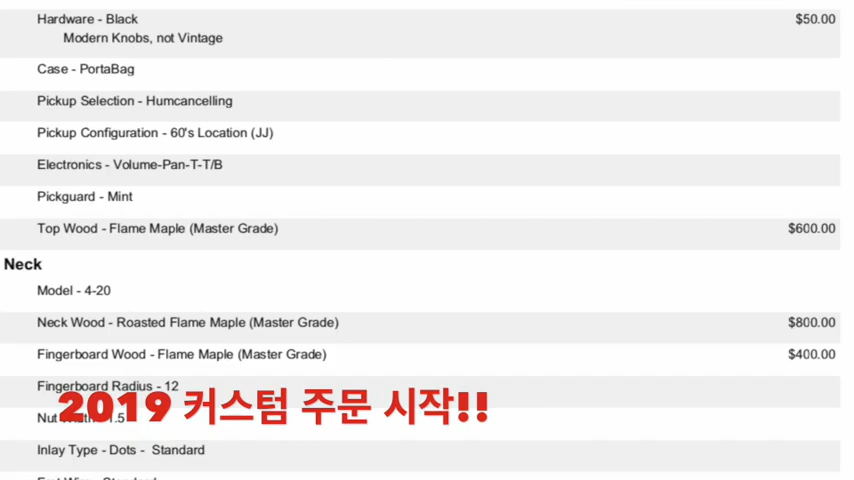 Hardware - Black $50.00
Modern Knobs, not Vintage
Case - PortaBag
Pickup Selection - Humcancelling
Pickup Configuration - 60's Location (JJ)
Electronics - Volume-Pan-T-T/B
Pickguard - Mint
Top Wood - Flame Maple (Master Grade) $600.00
Neck
Model - 4-20
Neck Wood - Roasted Flame Maple (Master Grade) $800.00
Fingerboard Wood - Flame Maple (Master Grade) $400.00
Fingerboard Radius - 12
2019 커스텀 주문 시작!!
Nut 1.5
Inlay Type - Dots - Standard